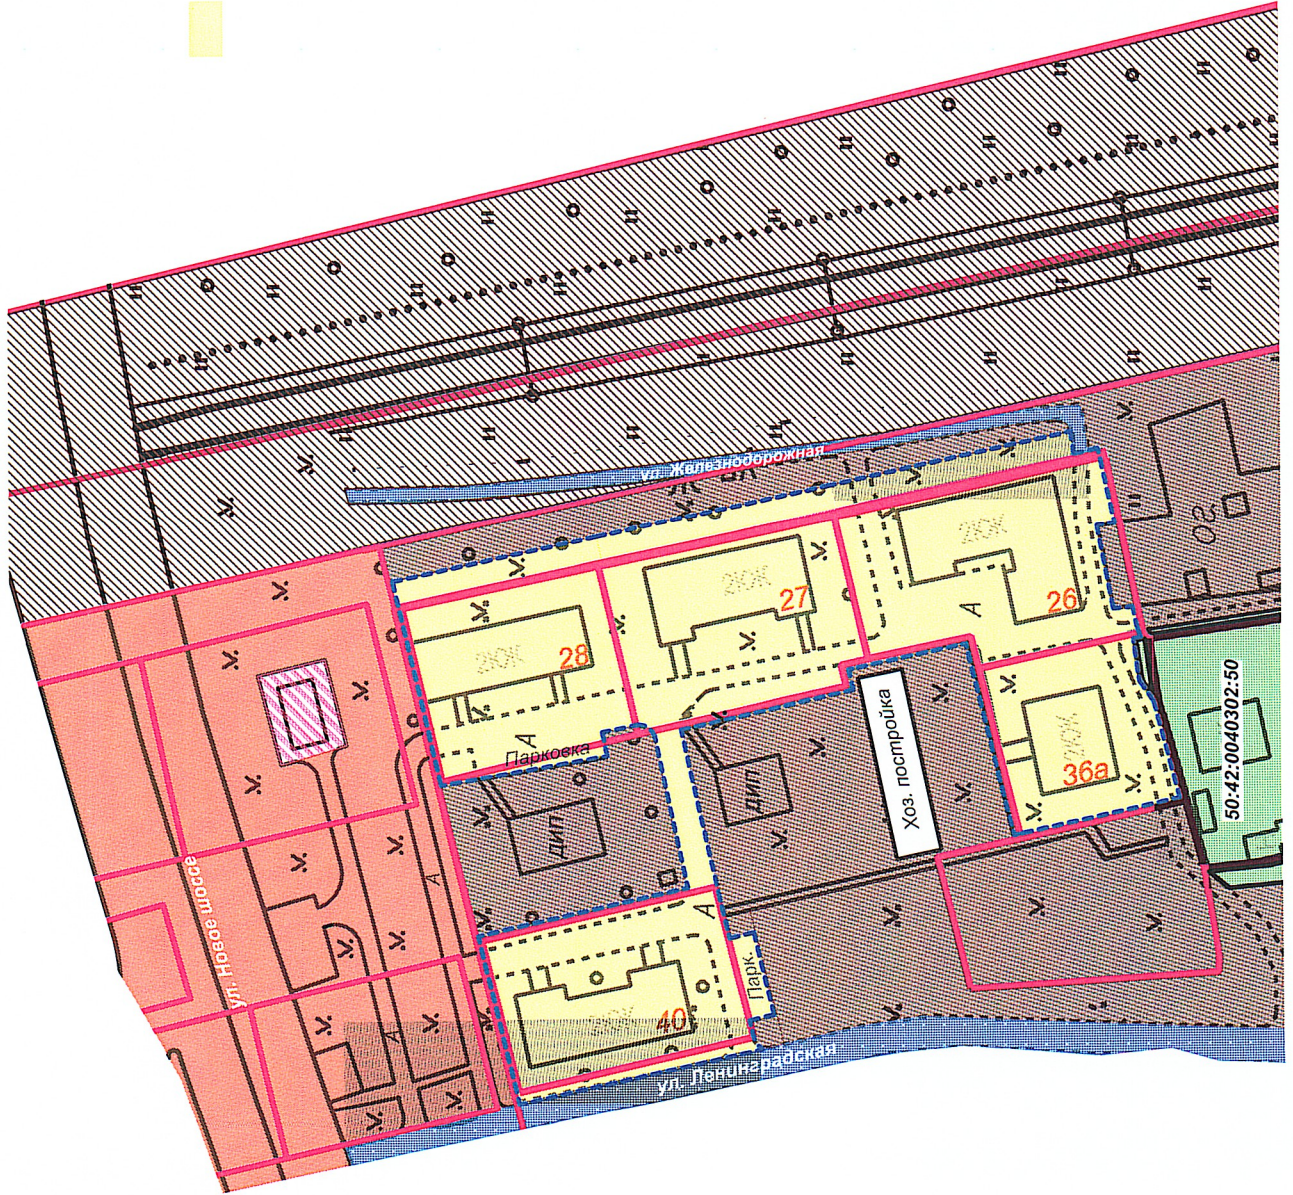 ул. Железнодорожная
2КЖ
26
2КЖ
27
2КЖ
28
А
А
Парковка
ОГ.
Хоз. постройка
2КЖ
36а
50:42:0040302:50
дип
дип
А
А
ул. Новое шоссе
Парк.
40
А
ул. Ленинградская